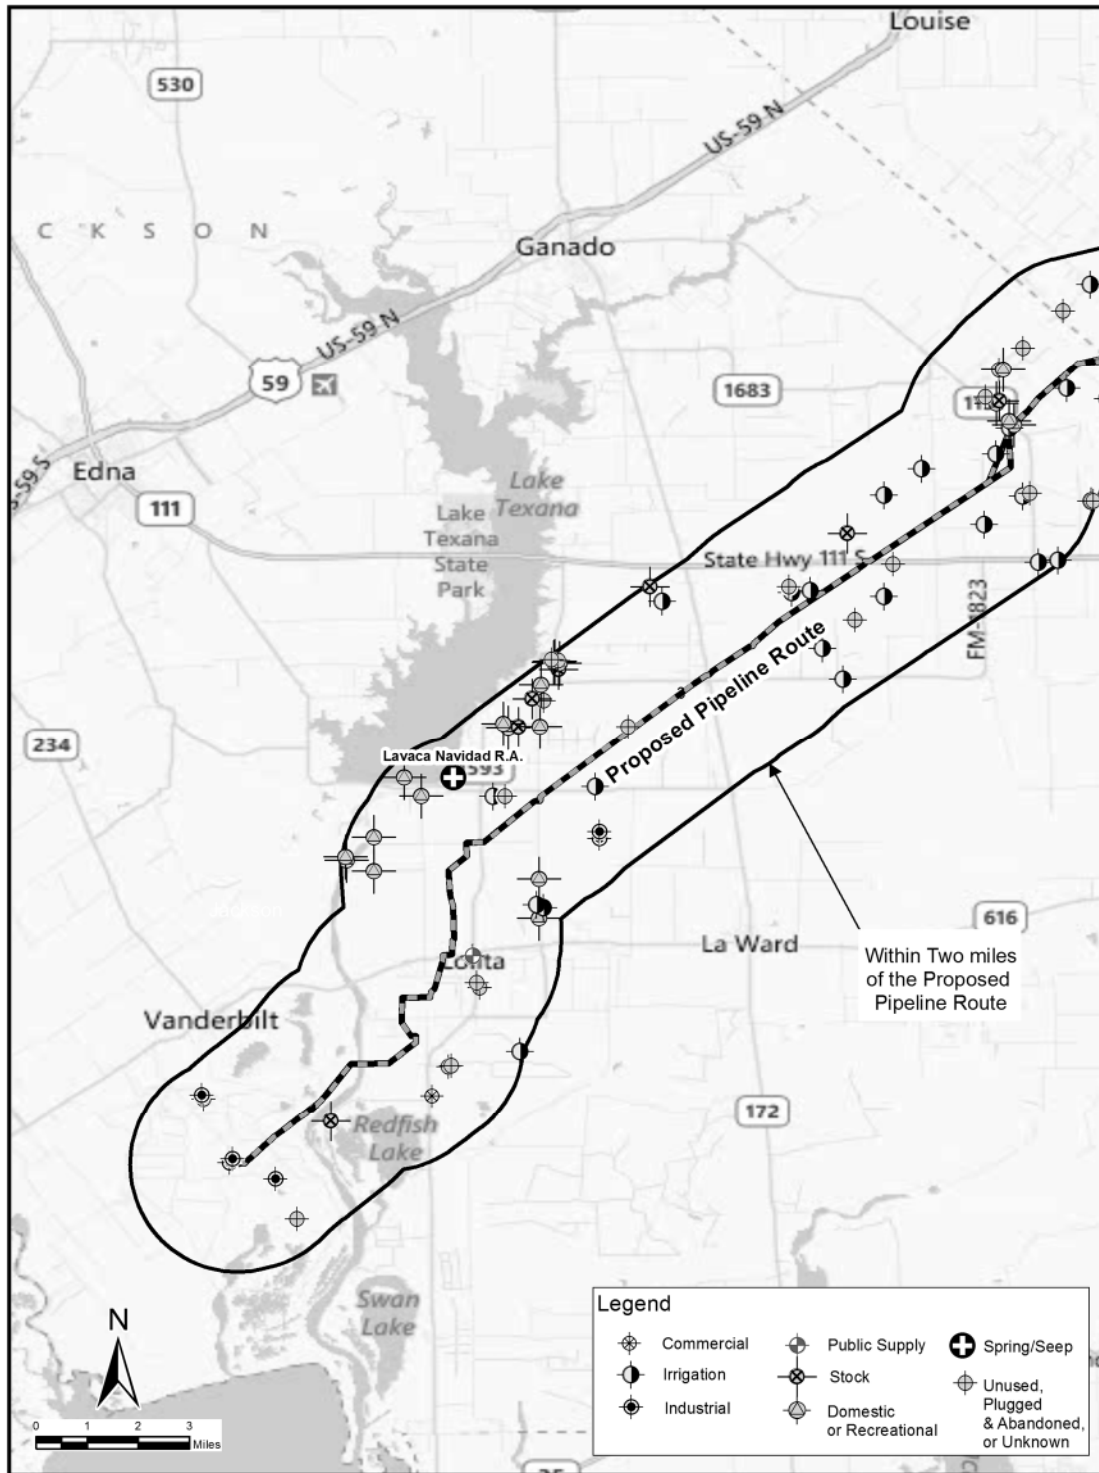 Louise
530
US-59 N
C K S O N
Ganado
US-59 N
59
1683
Edna
Lake
Texana
111
Lake
Texana
State
Park
State Hwy 111 S
Proposed Pipeline Route
234
Lavaca Navidad R.A.
616
La Ward
Within Two miles
of the Proposed
Pipeline Route
Lolita
Vanderbilt
172
Redfish
Lake
Swan
Lake
N
0 1 2 3
Miles
Legend
Commercial
Irrigation
Industrial
Public Supply
Stock
Domestic
or Recreational
Spring/Seep
Unused,
Plugged
& Abandoned,
or Unknown